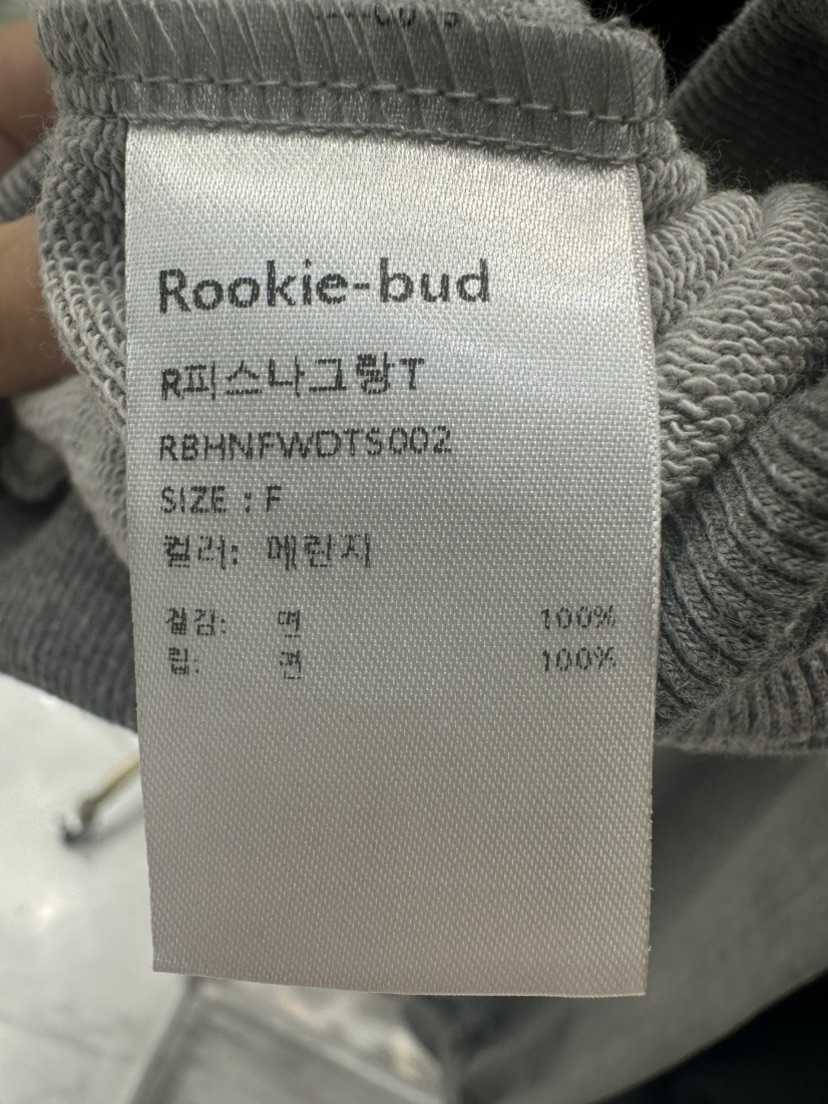 Rookie-bud
R피스나그랑T
RBHNFWDTS002
SIZE : F
컬러: 메란지
겉감: 면 100%
립: 면 100%